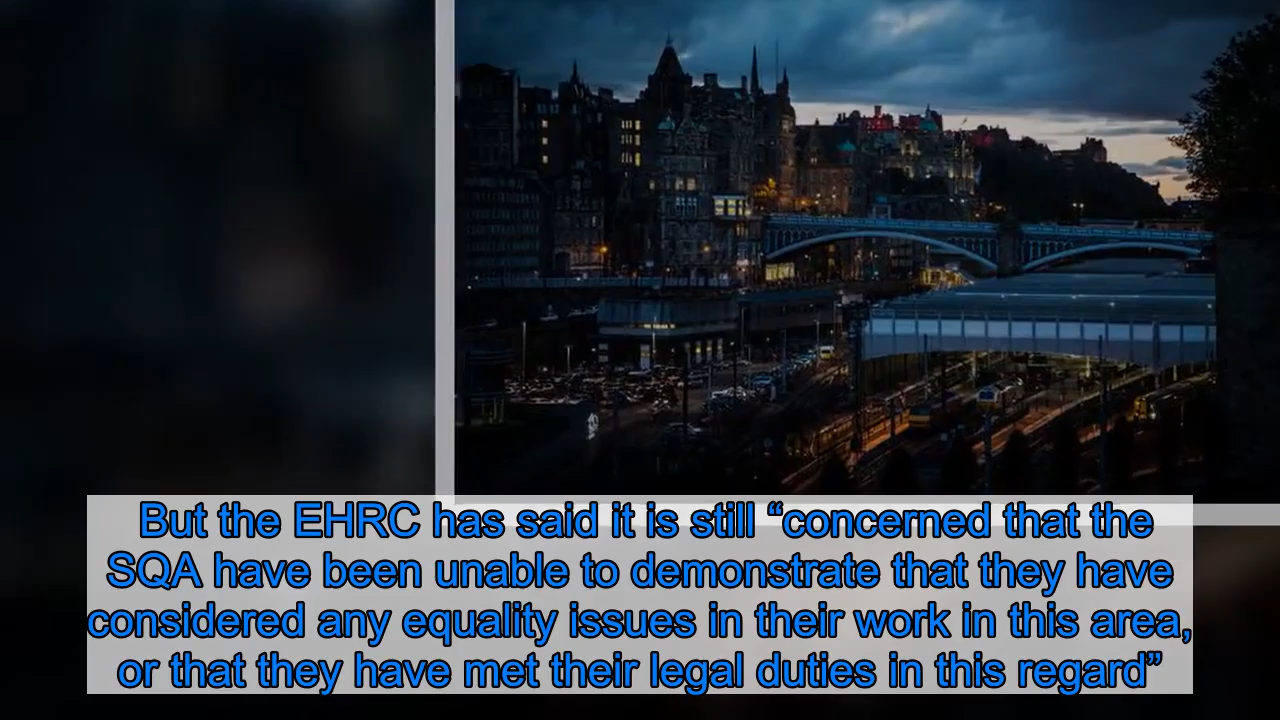 But the EHRC has said it is still “concerned that the
SQA have been unable to demonstrate that they have
considered any equality issues in their work in this area,
or that they have met their legal duties in this regard”